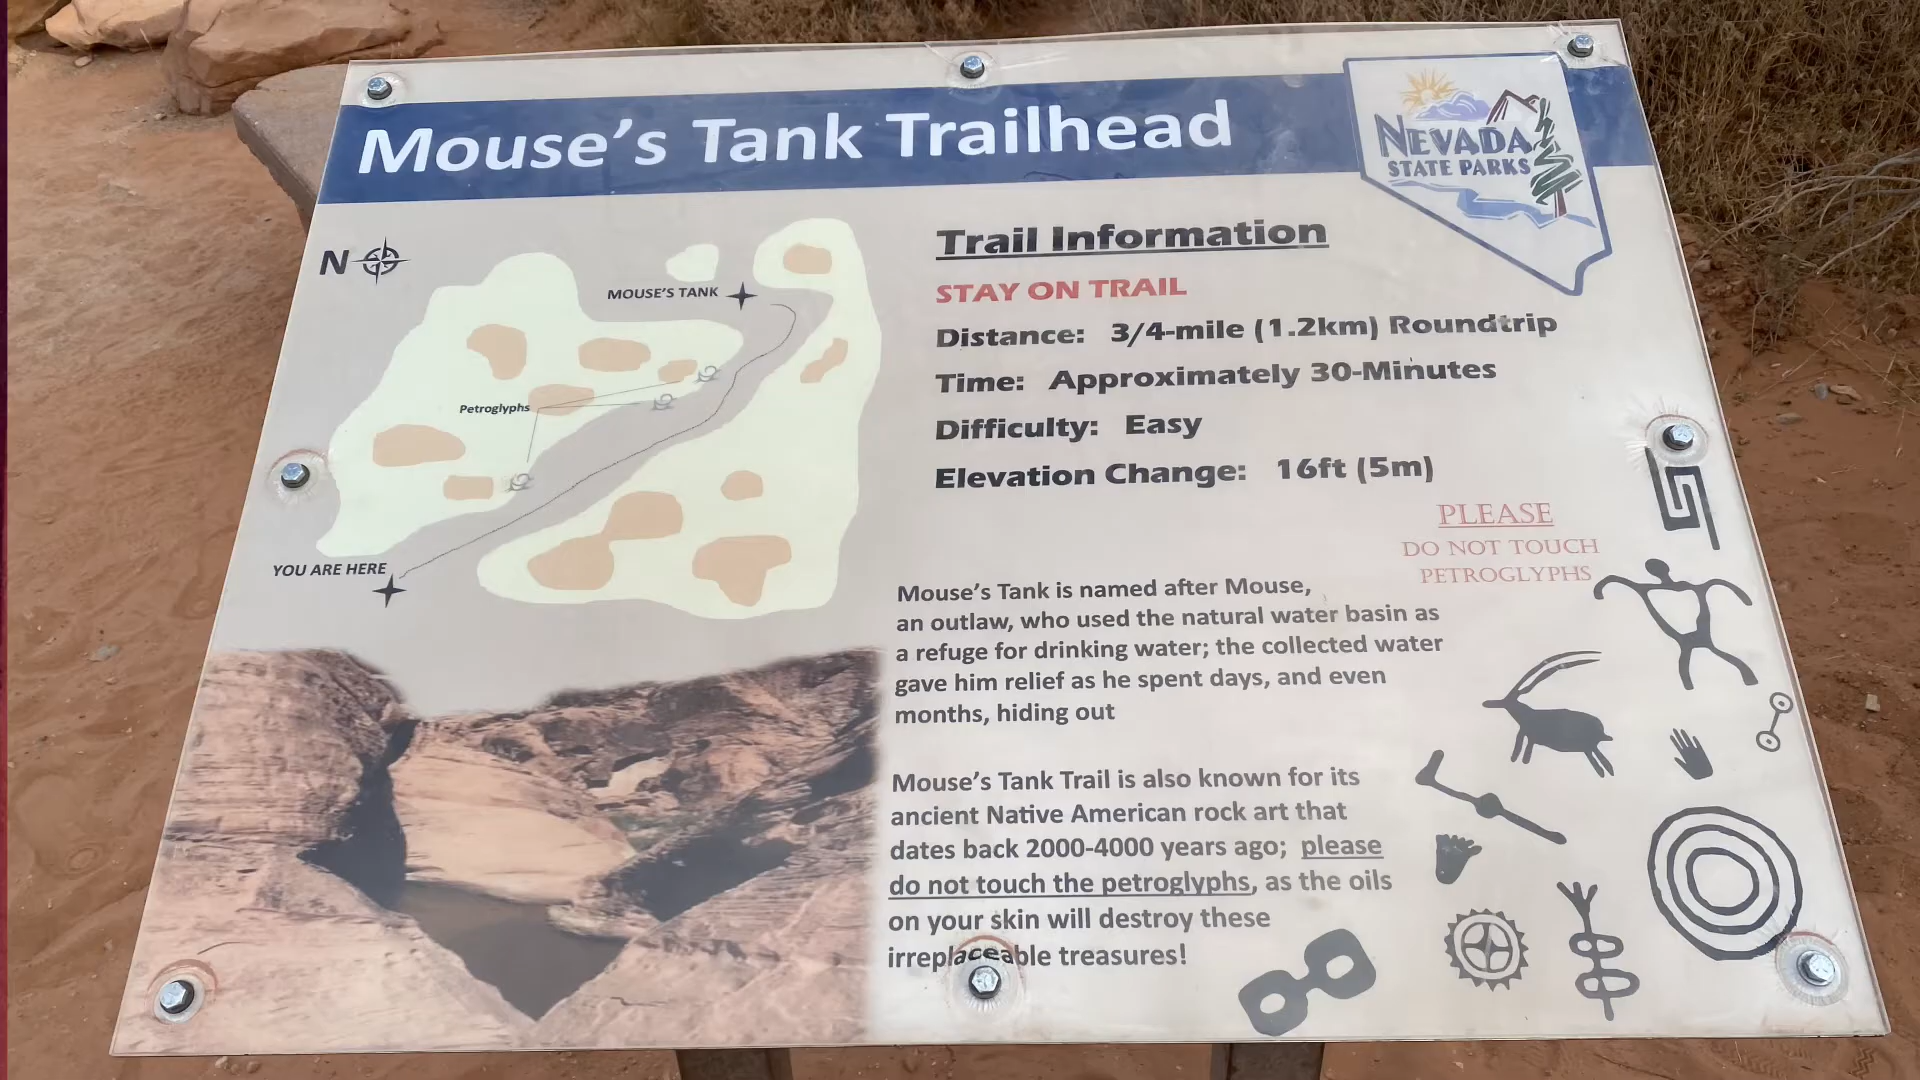 Mouse's Tank Trailhead
NEVADA
STATE PARKS
N
MOUSE'S TANK
Petroglyphs
YOU ARE HERE
Trail Information
STAY ON TRAIL
Distance: 3/4-mile (1.2km) Roundtrip
Time: Approximately 30-Minutes
Difficulty: Easy
Elevation Change: 16ft (5m)
PLEASE
DO NOT TOUCH
PETROGLYPHS
Mouse's Tank is named after Mouse,
an outlaw, who used the natural water basin as
a refuge for drinking water; the collected water
gave him relief as he spent days, and even
months, hiding out
Mouse's Tank Trail is also known for its
ancient Native American rock art that
dates back 2000-4000 years ago; please
do not touch the petroglyphs, as the oils
on your skin will destroy these
irreplaceable treasures!